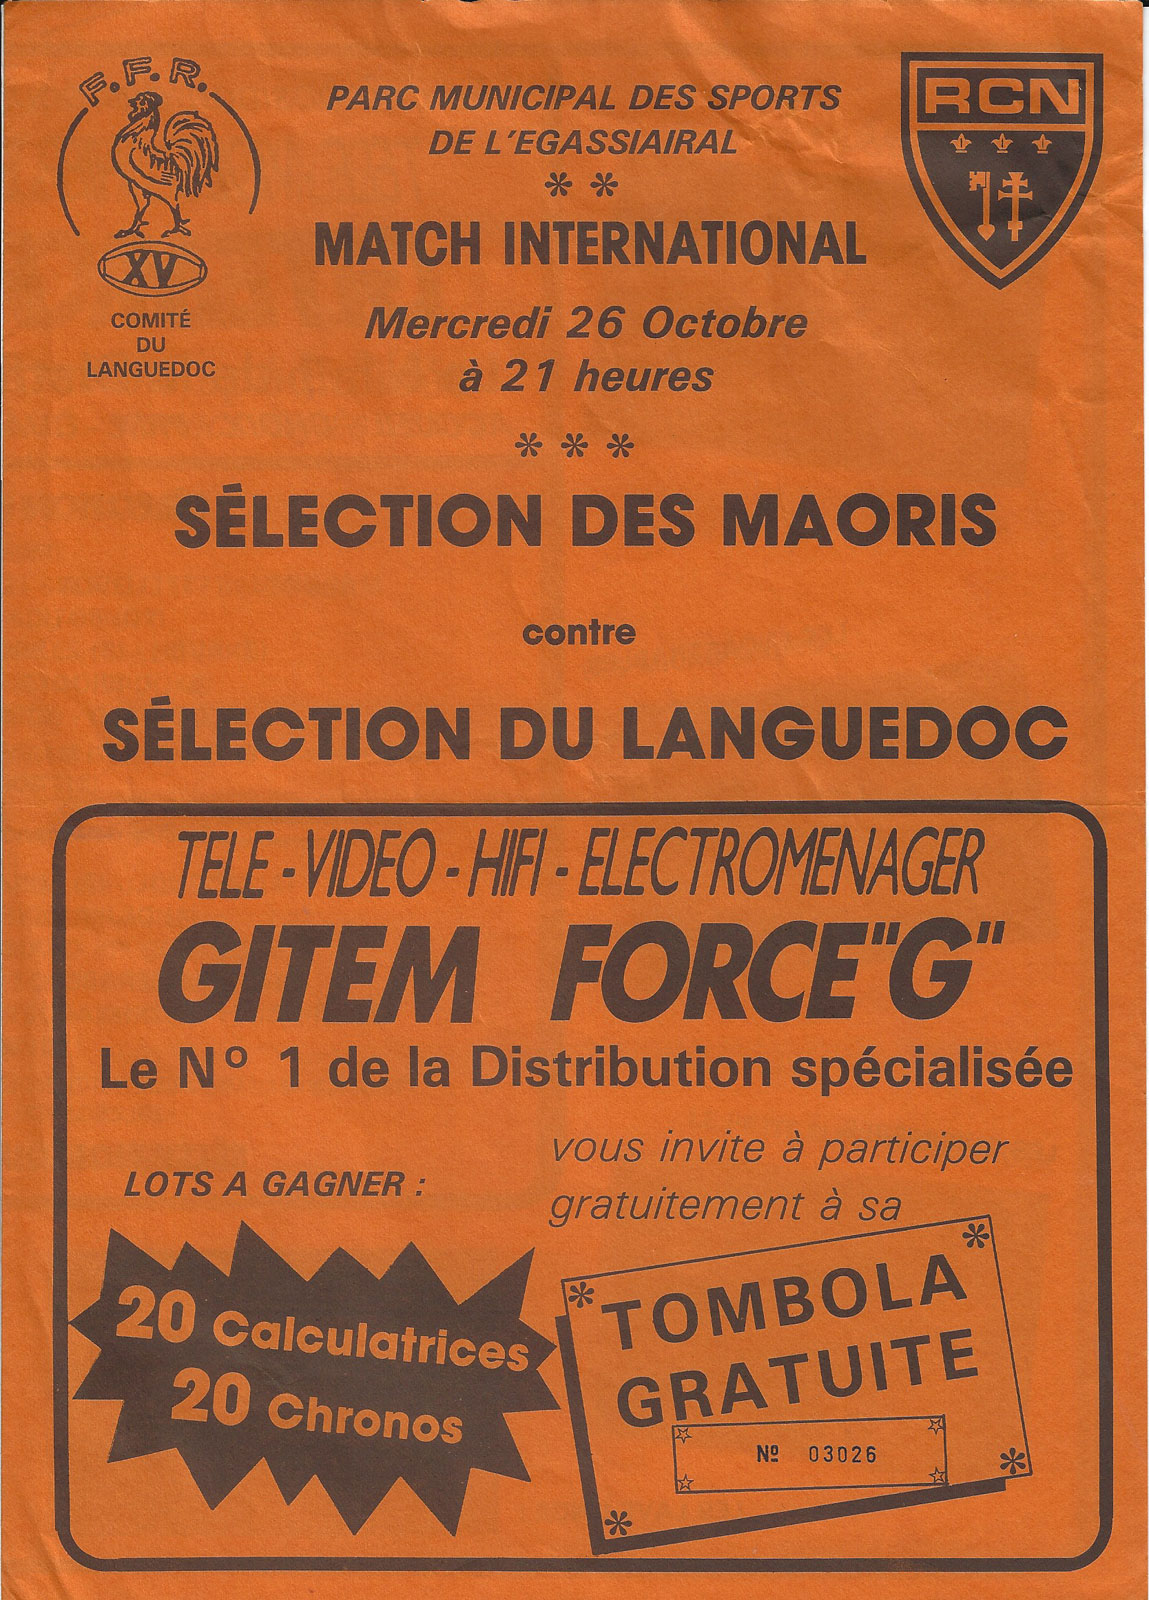 F.F.R.
XV
COMITÉ
DU
LANGUEDOC
RCN
PARC MUNICIPAL DES SPORTS
DE L'EGASSIAIRAL
* *
MATCH INTERNATIONAL
Mercredi 26 Octobre
à 21 heures
* * *
SÉLECTION DES MAORIS
contre
SÉLECTION DU LANGUEDOC
TELE - VIDEO - HIFI - ELECTROMENAGER
GITEM FORCE"G"
Le Nº 1 de la Distribution spécialisée
vous invite à participer
gratuitement à sa
LOTS A GAGNER :
20 Calculatrices
20 Chronos
TOMBOLA
GRATUITE
Nº 03026